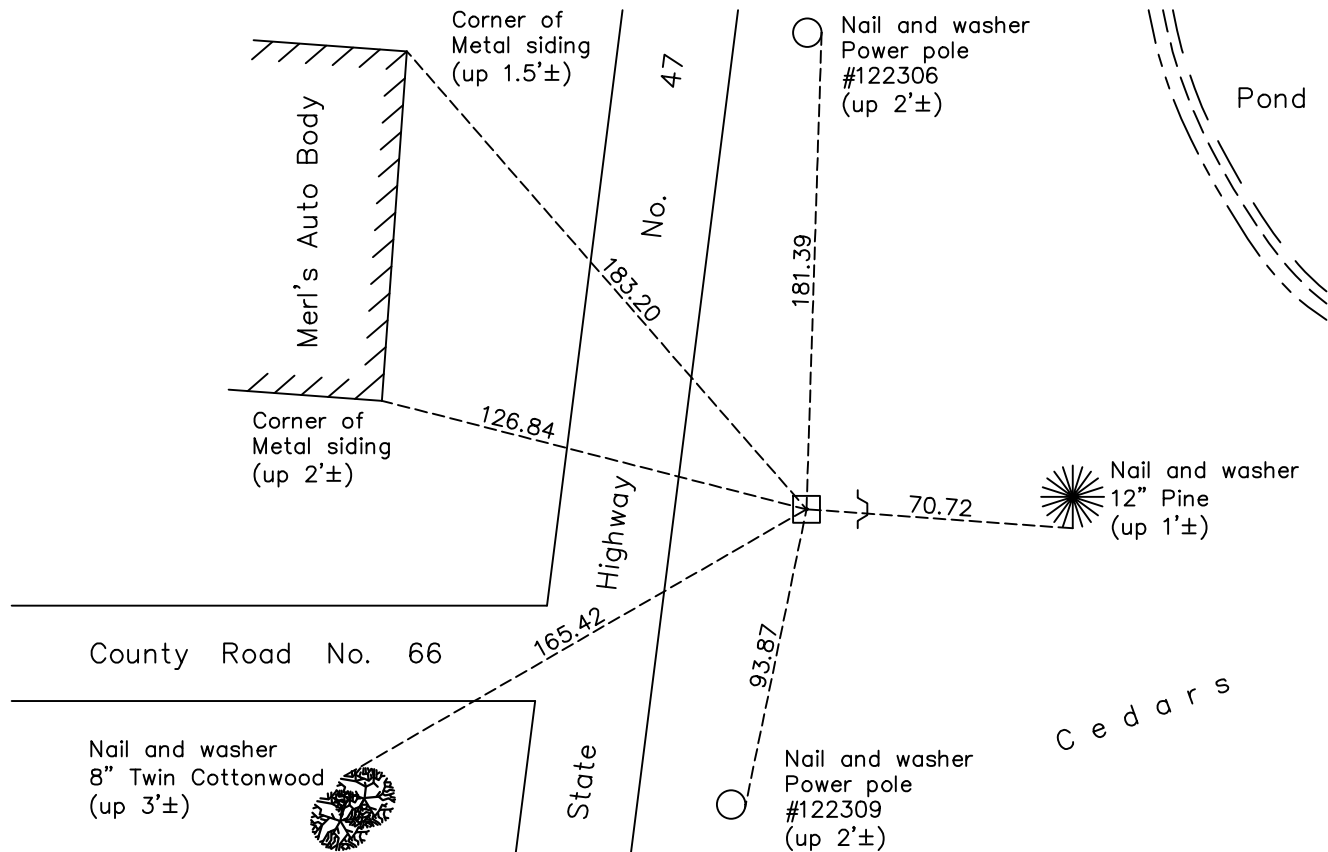 Corner of
Metal siding
(up 1.5'±)
Nail and washer
Power pole
#122306
(up 2'±)
Pond
Merl's Auto Body
State Highway No. 47
183.20
181.39
126.84
Corner of
Metal siding
(up 2'±)
70.72
Nail and washer
12" Pine
(up 1'±)
165.42
93.87
County Road No. 66
Cedars
Nail and washer
8" Twin Cottonwood
(up 3'±)
Nail and washer
Power pole
#122309
(up 2'±)